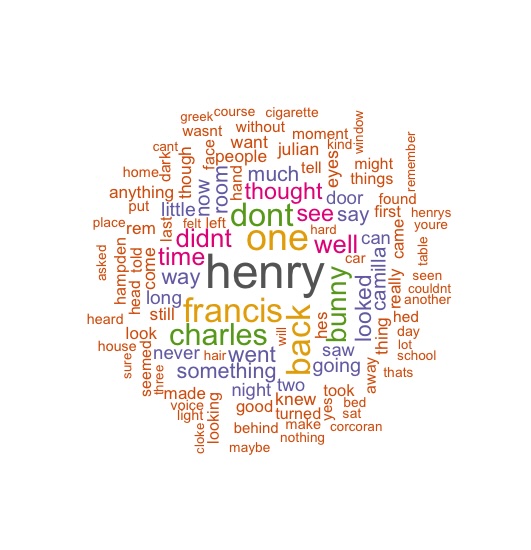 greek course cigarette
wasnt without moment kind window
cant dark though face people want julian eyes might remember
home hand much tell things
anything now room thought door found
put little dont see say first henrys
place rem last felt left one hard well can came youre
asked hampden told come didnt time henry car camilla really table
head way bunny looked seen
long francis back hes couldnt
heard still charles will hed another
look never hair went saw thing day
house seemed something going lot
sure three night two away school
made knew took thats
voice good turned yes bed
light looking make sat
cloke behind nothing corcoran
maybe